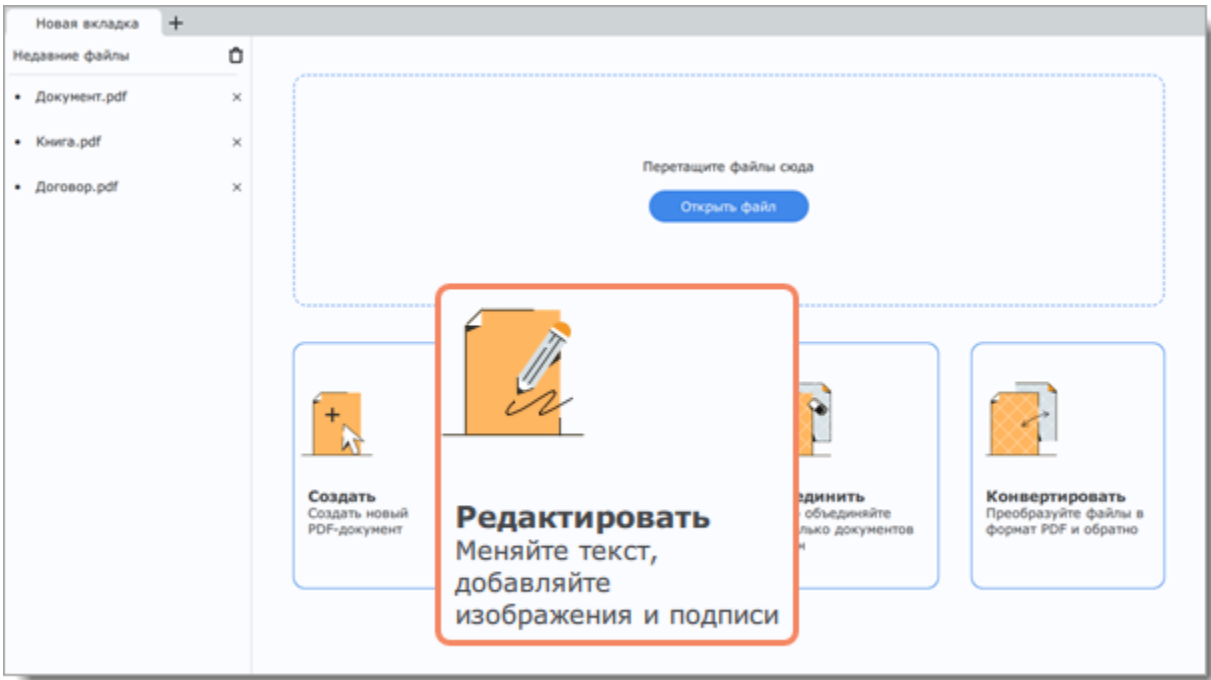 Новая вкладка
Недавние файлы
Документ.pdf
Книга.pdf
Договор.pdf
Перетащите файлы сюда
Открыть файл
Создать
Создать новый
PDF-документ
Редактировать
Меняйте текст,
добавляйте
изображения и подписи
единить
объединяйте
лько документов
н
Конвертировать
Преобразуйте файлы в
формат PDF и обратно